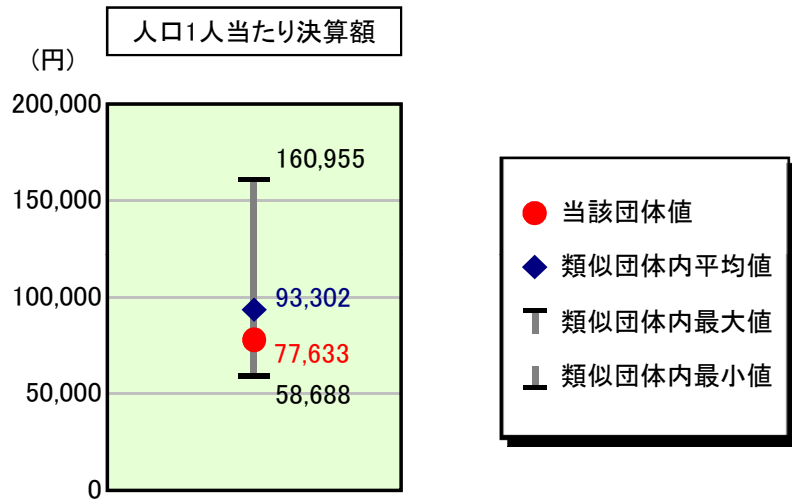 人口1人当たり決算額
(円)
200,000
150,000
100,000
50,000
0
160,955
93,302
77,633
58,688
当該団体値
類似団体内平均値
類似団体内最大値
類似団体内最小値